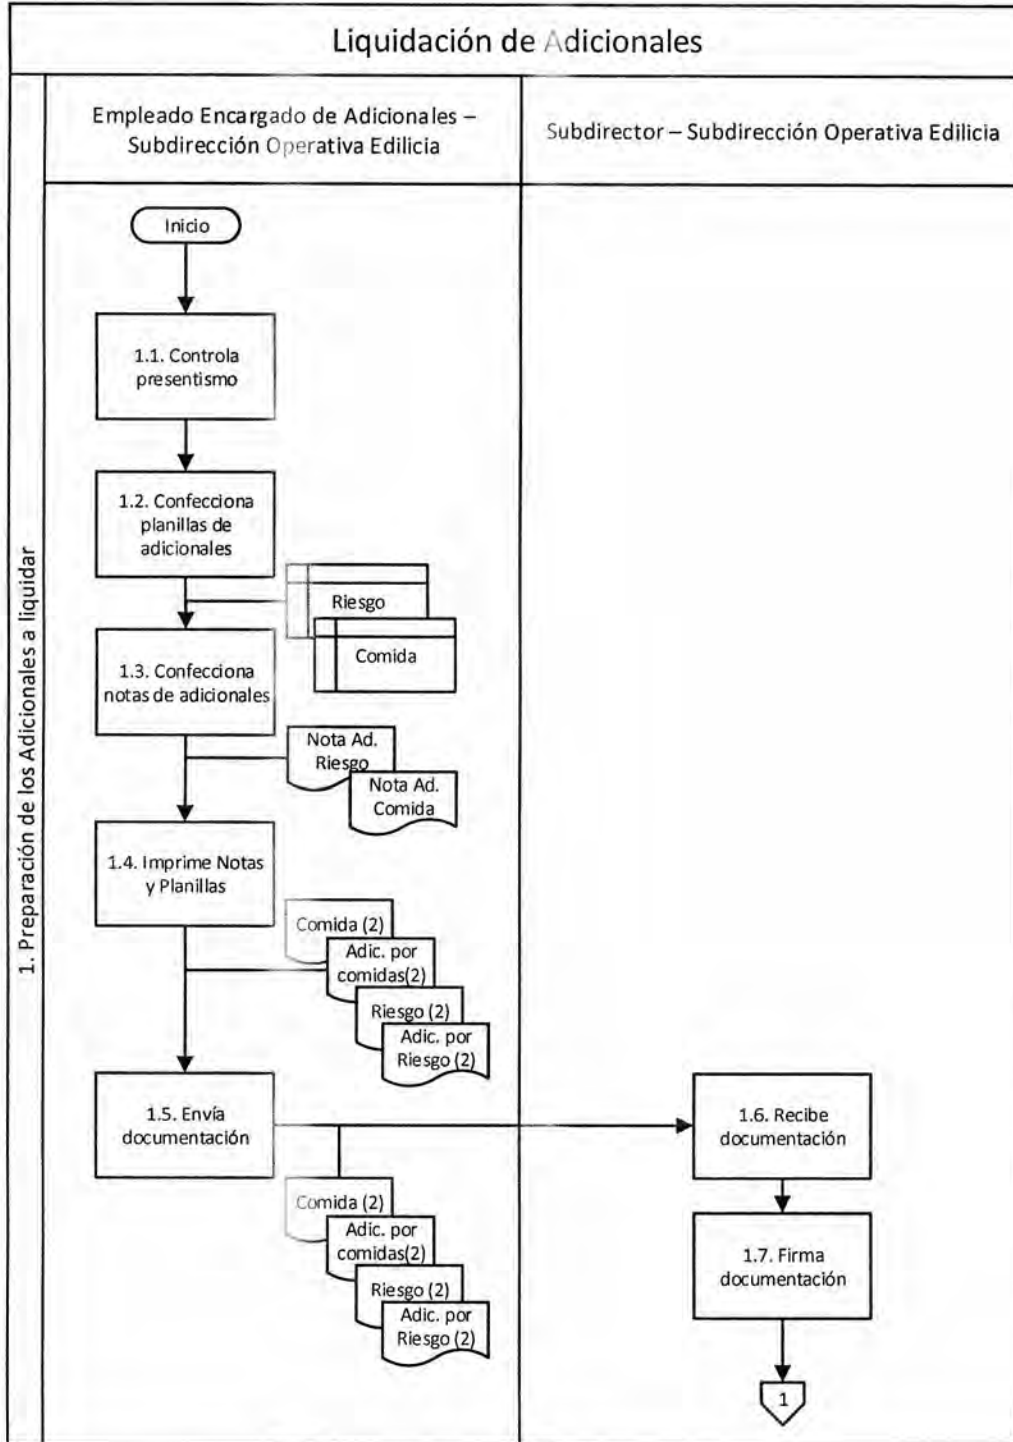 Liquidación de Adicionales
Empleado Encargado de Adicionales –
Subdirección Operativa Edilicia
Subdirector – Subdirección Operativa Edilicia
1. Preparación de los Adicionales a liquidar
Inicio
1.1. Controla
presentismo
1.2. Confecciona
planillas de
adicionales
Riesgo
Comida
1.3. Confecciona
notas de adicionales
Nota Ad.
Riesgo
Nota Ad.
Comida
1.4. Imprime Notas
y Planillas
Comida (2)
Adic. por
comidas(2)
Riesgo (2)
Adic. por
Riesgo (2)
1.5. Envía
documentación
1.6. Recibe
documentación
Comida (2)
Adic. por
comidas(2)
Riesgo (2)
Adic. por
Riesgo (2)
1.7. Firma
documentación
1